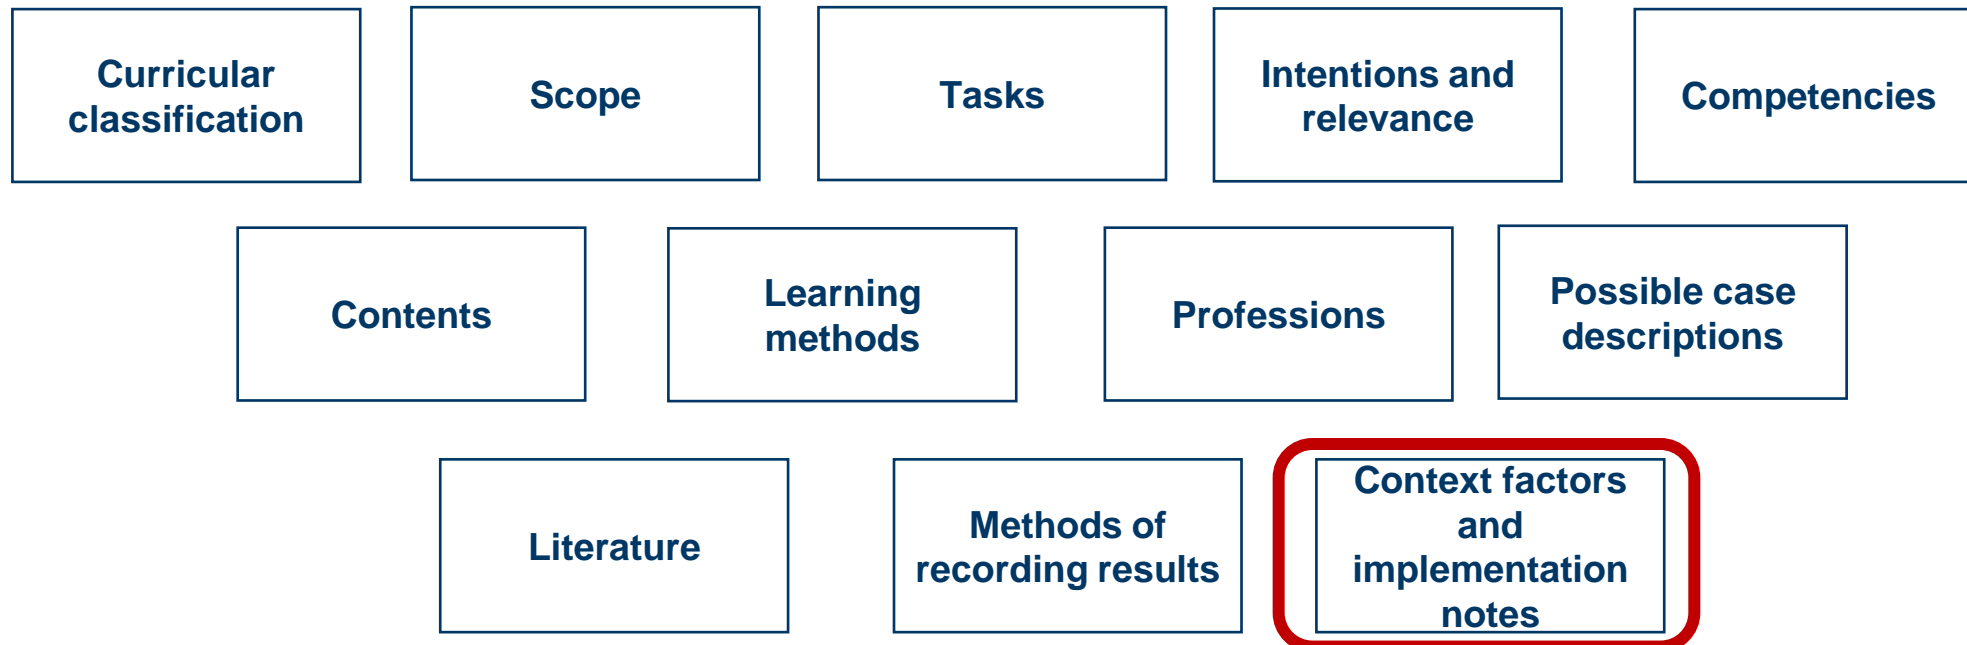 Curricular
classification
Scope
Tasks
Intentions and
relevance
Competencies
Contents
Learning
methods
Professions
Possible case
descriptions
Literature
Methods of
recording results
Context factors
and
implementation
notes